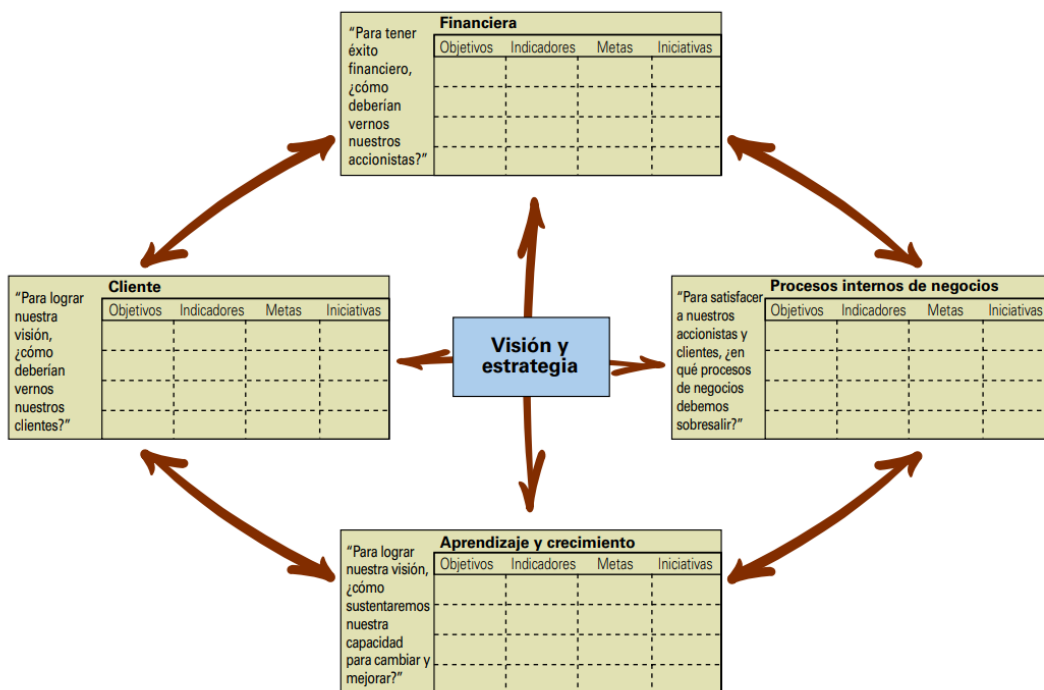 Financiera
“Para tener
éxito
financiero,
¿cómo
deberían
vernos
nuestros
accionistas?”
Objetivos Indicadores Metas Iniciativas
Cliente
“Para lograr
nuestra
visión,
¿cómo
deberían
vernos
nuestros
clientes?”
Objetivos Indicadores Metas Iniciativas
Visión y
estrategia
Procesos internos de negocios
“Para satisfacer
a nuestros
accionistas y
clientes, ¿en
qué procesos
de negocios
debemos
sobresalir?”
Objetivos Indicadores Metas Iniciativas
Aprendizaje y crecimiento
“Para lograr
nuestra visión,
¿cómo
sustentaremos
nuestra
capacidad
para cambiar y
mejorar?”
Objetivos Indicadores Metas Iniciativas